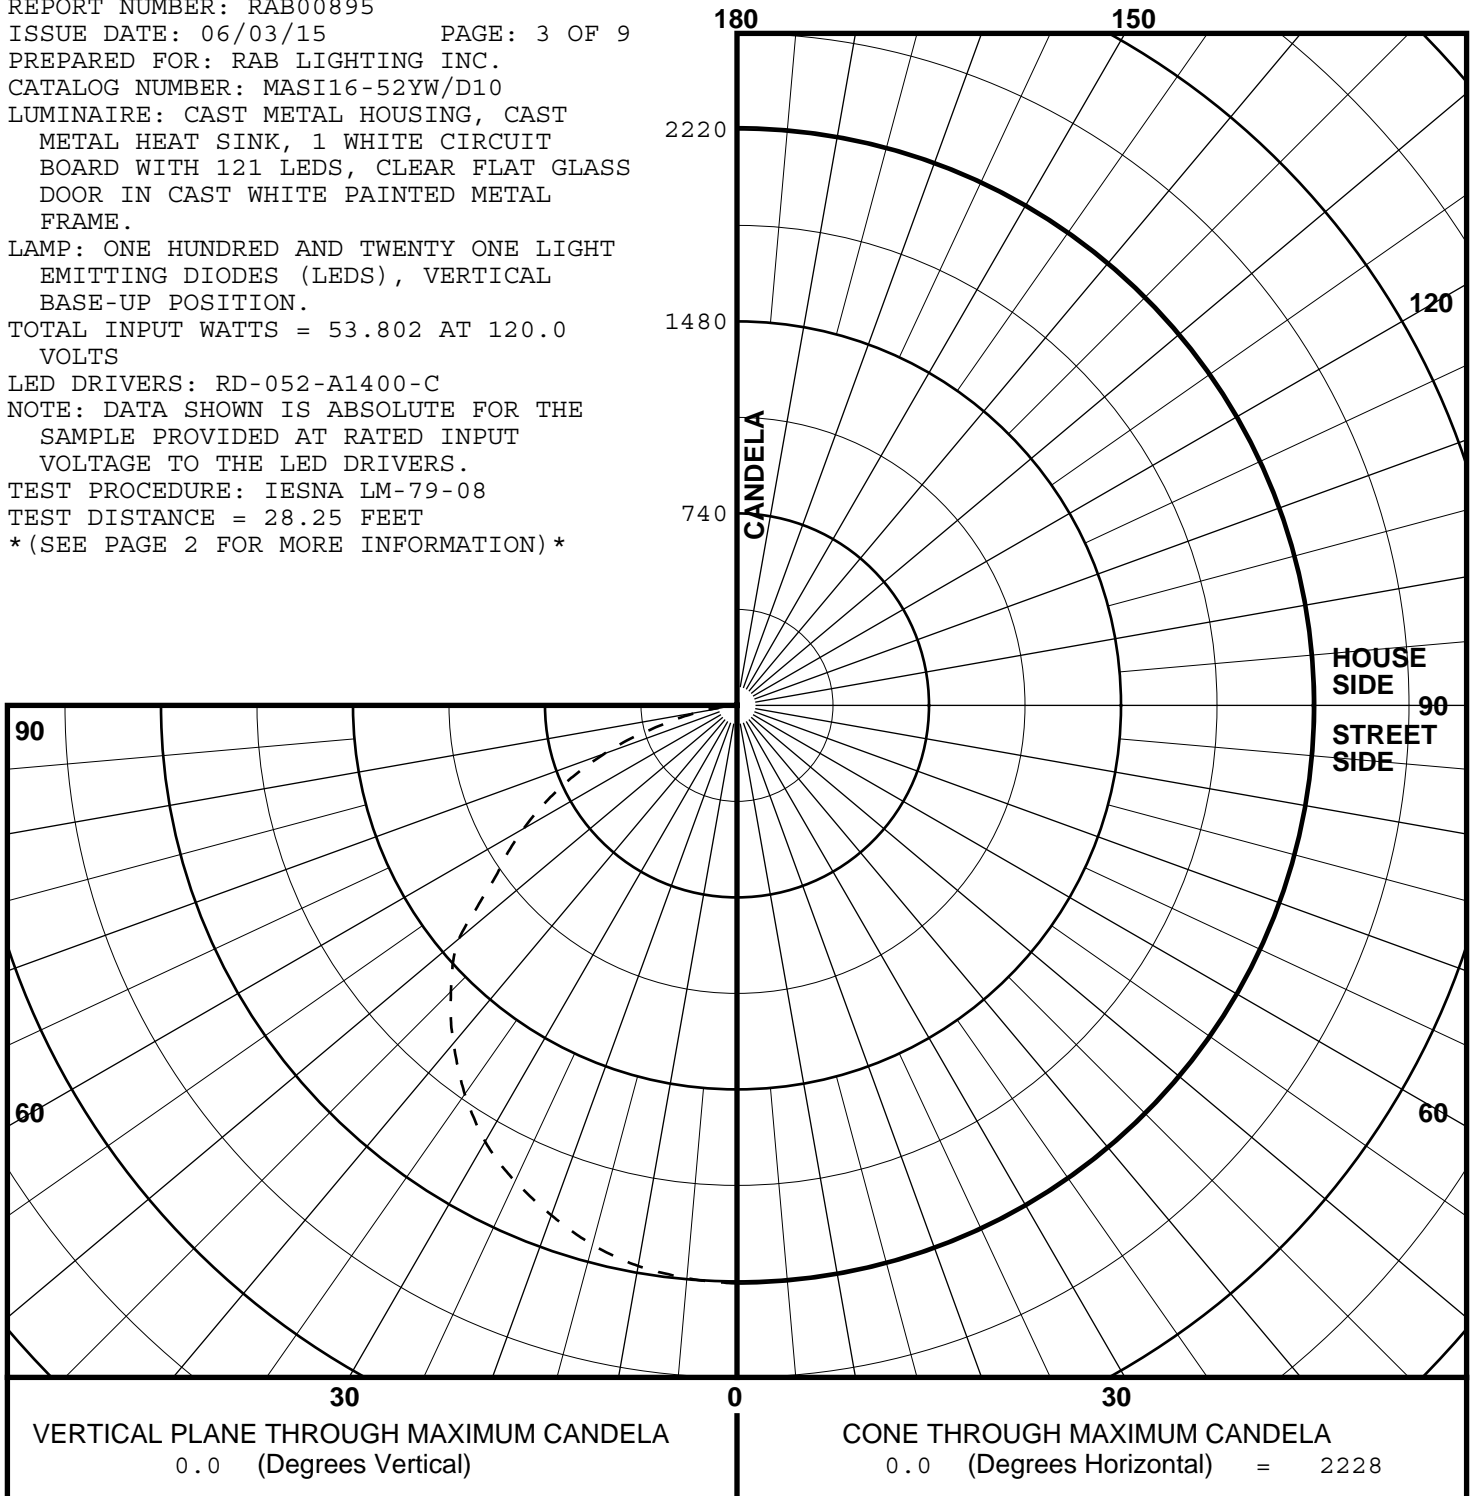 REPORT NUMBER: RAB00895
ISSUE DATE: 06/03/15 PAGE: 3 OF 9
PREPARED FOR: RAB LIGHTING INC.
CATALOG NUMBER: MASI16-52YW/D10
LUMINAIRE: CAST METAL HOUSING, CAST
METAL HEAT SINK, 1 WHITE CIRCUIT
BOARD WITH 121 LEDS, CLEAR FLAT GLASS
DOOR IN CAST WHITE PAINTED METAL
FRAME.
LAMP: ONE HUNDRED AND TWENTY ONE LIGHT
EMITTING DIODES (LEDS), VERTICAL
BASE-UP POSITION.
TOTAL INPUT WATTS = 53.802 AT 120.0
VOLTS
LED DRIVERS: RD-052-A1400-C
NOTE: DATA SHOWN IS ABSOLUTE FOR THE
SAMPLE PROVIDED AT RATED INPUT
VOLTAGE TO THE LED DRIVERS.
TEST PROCEDURE: IESNA LM-79-08
TEST DISTANCE = 28.25 FEET
*(SEE PAGE 2 FOR MORE INFORMATION)*
180
150
2220
120
1480
CANDELA
740
HOUSE
SIDE
90
90
STREET
SIDE
60
60
30
0
30
VERTICAL PLANE THROUGH MAXIMUM CANDELA
0.0 (Degrees Vertical)
CONE THROUGH MAXIMUM CANDELA
0.0 (Degrees Horizontal) = 2228